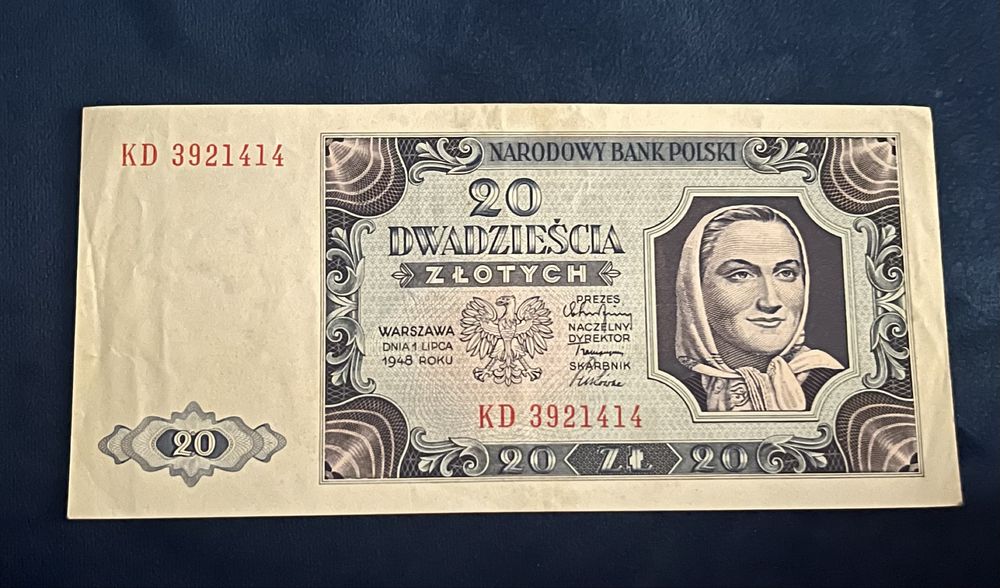 KD 3921414
NARODOWY BANK POLSKI
20
DWADZIEŚCIA
ZŁOTYCH
WARSZAWA
DNIA 1 LIPCA
1948 ROKU
PREZES
NACZELNY
DYREKTOR
SKARBNIK
KD 3921414
20
20 ZŁ 20